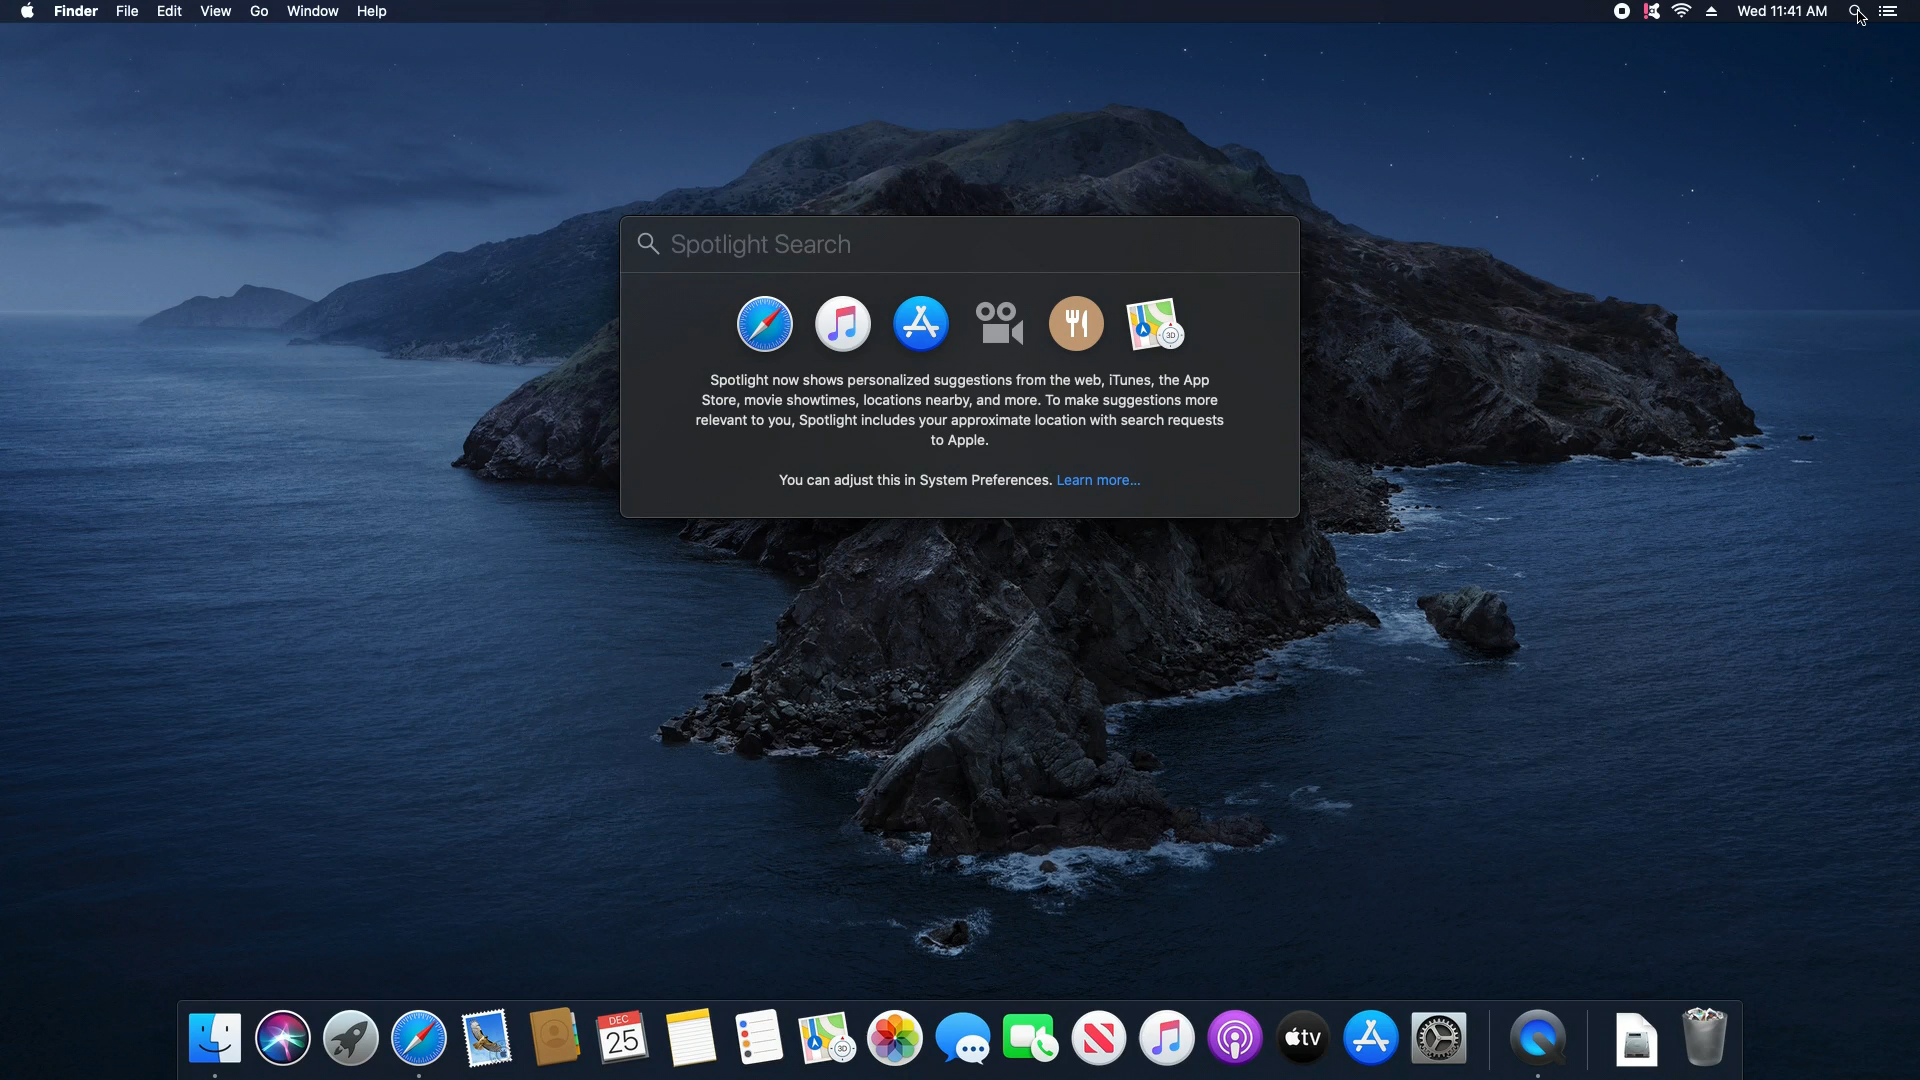 Finder File Edit View Go Window Help Wed 11:41 AM
Spotlight Search
3D
Spotlight now shows personalized suggestions from the web, iTunes, the App
Store, movie showtimes, locations nearby, and more. To make suggestions more
relevant to you, Spotlight includes your approximate location with search requests
to Apple.
You can adjust this in System Preferences. Learn more...
DEC
25
3D
tv